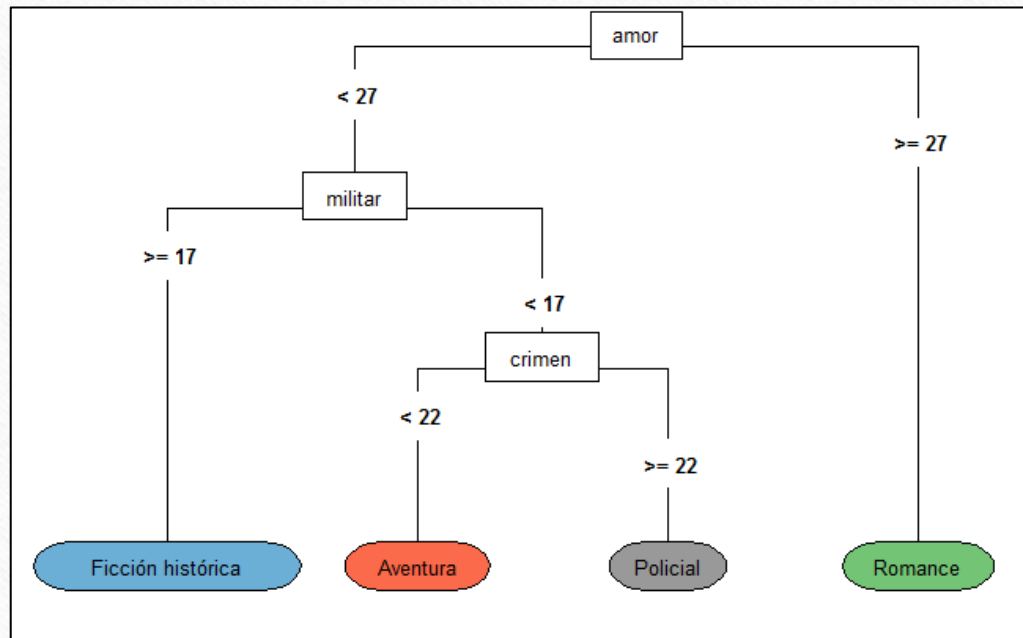 amor
< 27
>= 27
militar
>= 17
< 17
crimen
< 22
>= 22
Ficción histórica
Aventura
Policial
Romance